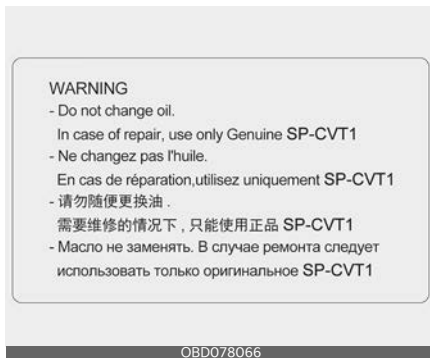 WARNING
- Do not change oil.
In case of repair, use only Genuine SP-CVT1
- Ne changez pas l'huile.
En cas de réparation,utilisez uniquement SP-CVT1
- 请勿随便更换油 .
需要维修的情况下 , 只能使用正品 SP-CVT1
- Масло не заменять. В случае ремонта следует
использовать только оригинальное SP-CVT1
OBD078066